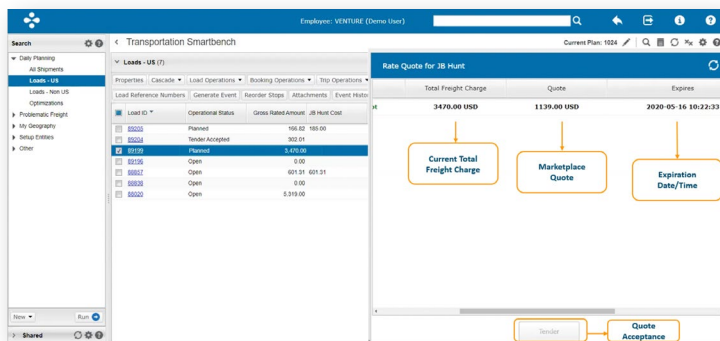 Employee: VENTURE (Demo User)
Search
Transportation Smartbench
Current Plan: 1024
Daily Planning
All Shipments
Loads - US
Loads - Non US
Optimizations
Problematic Freight
My Geography
Setup Entities
Other
New
Run
Shared
Loads - US (7)
Properties Cascade Load Operations Booking Operations Trip Operations
Load Reference Numbers Generate Event Reorder Stops Attachments Event Histo
Load ID Operational Status Gross Rated Amount JB Hunt Cost
89205 Planned 166.82 185.00
89204 Tender Accepted 302.01
89199 Planned 3,470.00
89196 Open 0.00
88837 Open 601.31 601.31
88836 Open 0.00
88020 Open 5,319.00
Rate Quote for JB Hunt
Total Freight Charge Quote Expires
3470.00 USD 1139.00 USD 2020-05-16 10:22:33
Current Total
Freight Charge
Marketplace
Quote
Expiration
Date/Time
Tender
Quote
Acceptance